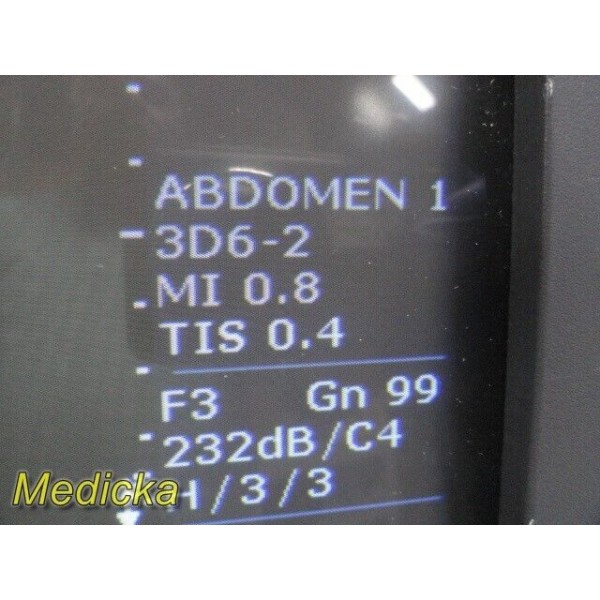 ABDOMEN 1
3D6-2
MI 0.8
TIS 0.4
F3 Gn 99
232dB/C4
H/3/3
Medicka